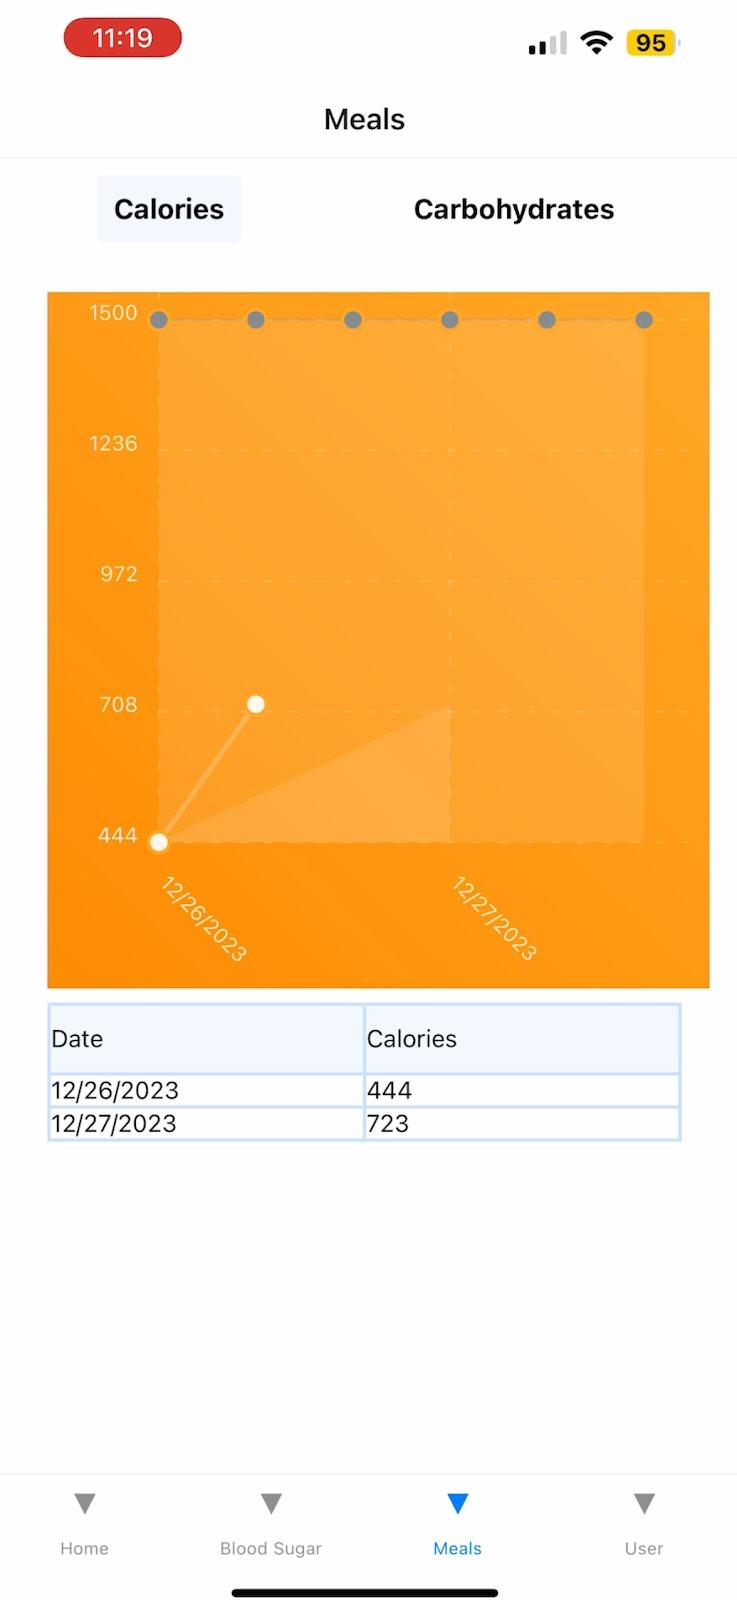 11:19 95
Meals
Calories Carbohydrates
1500
1236
972
708
444
12/26/2023 12/27/2023
Date Calories
12/26/2023 444
12/27/2023 723
Home Blood Sugar Meals User